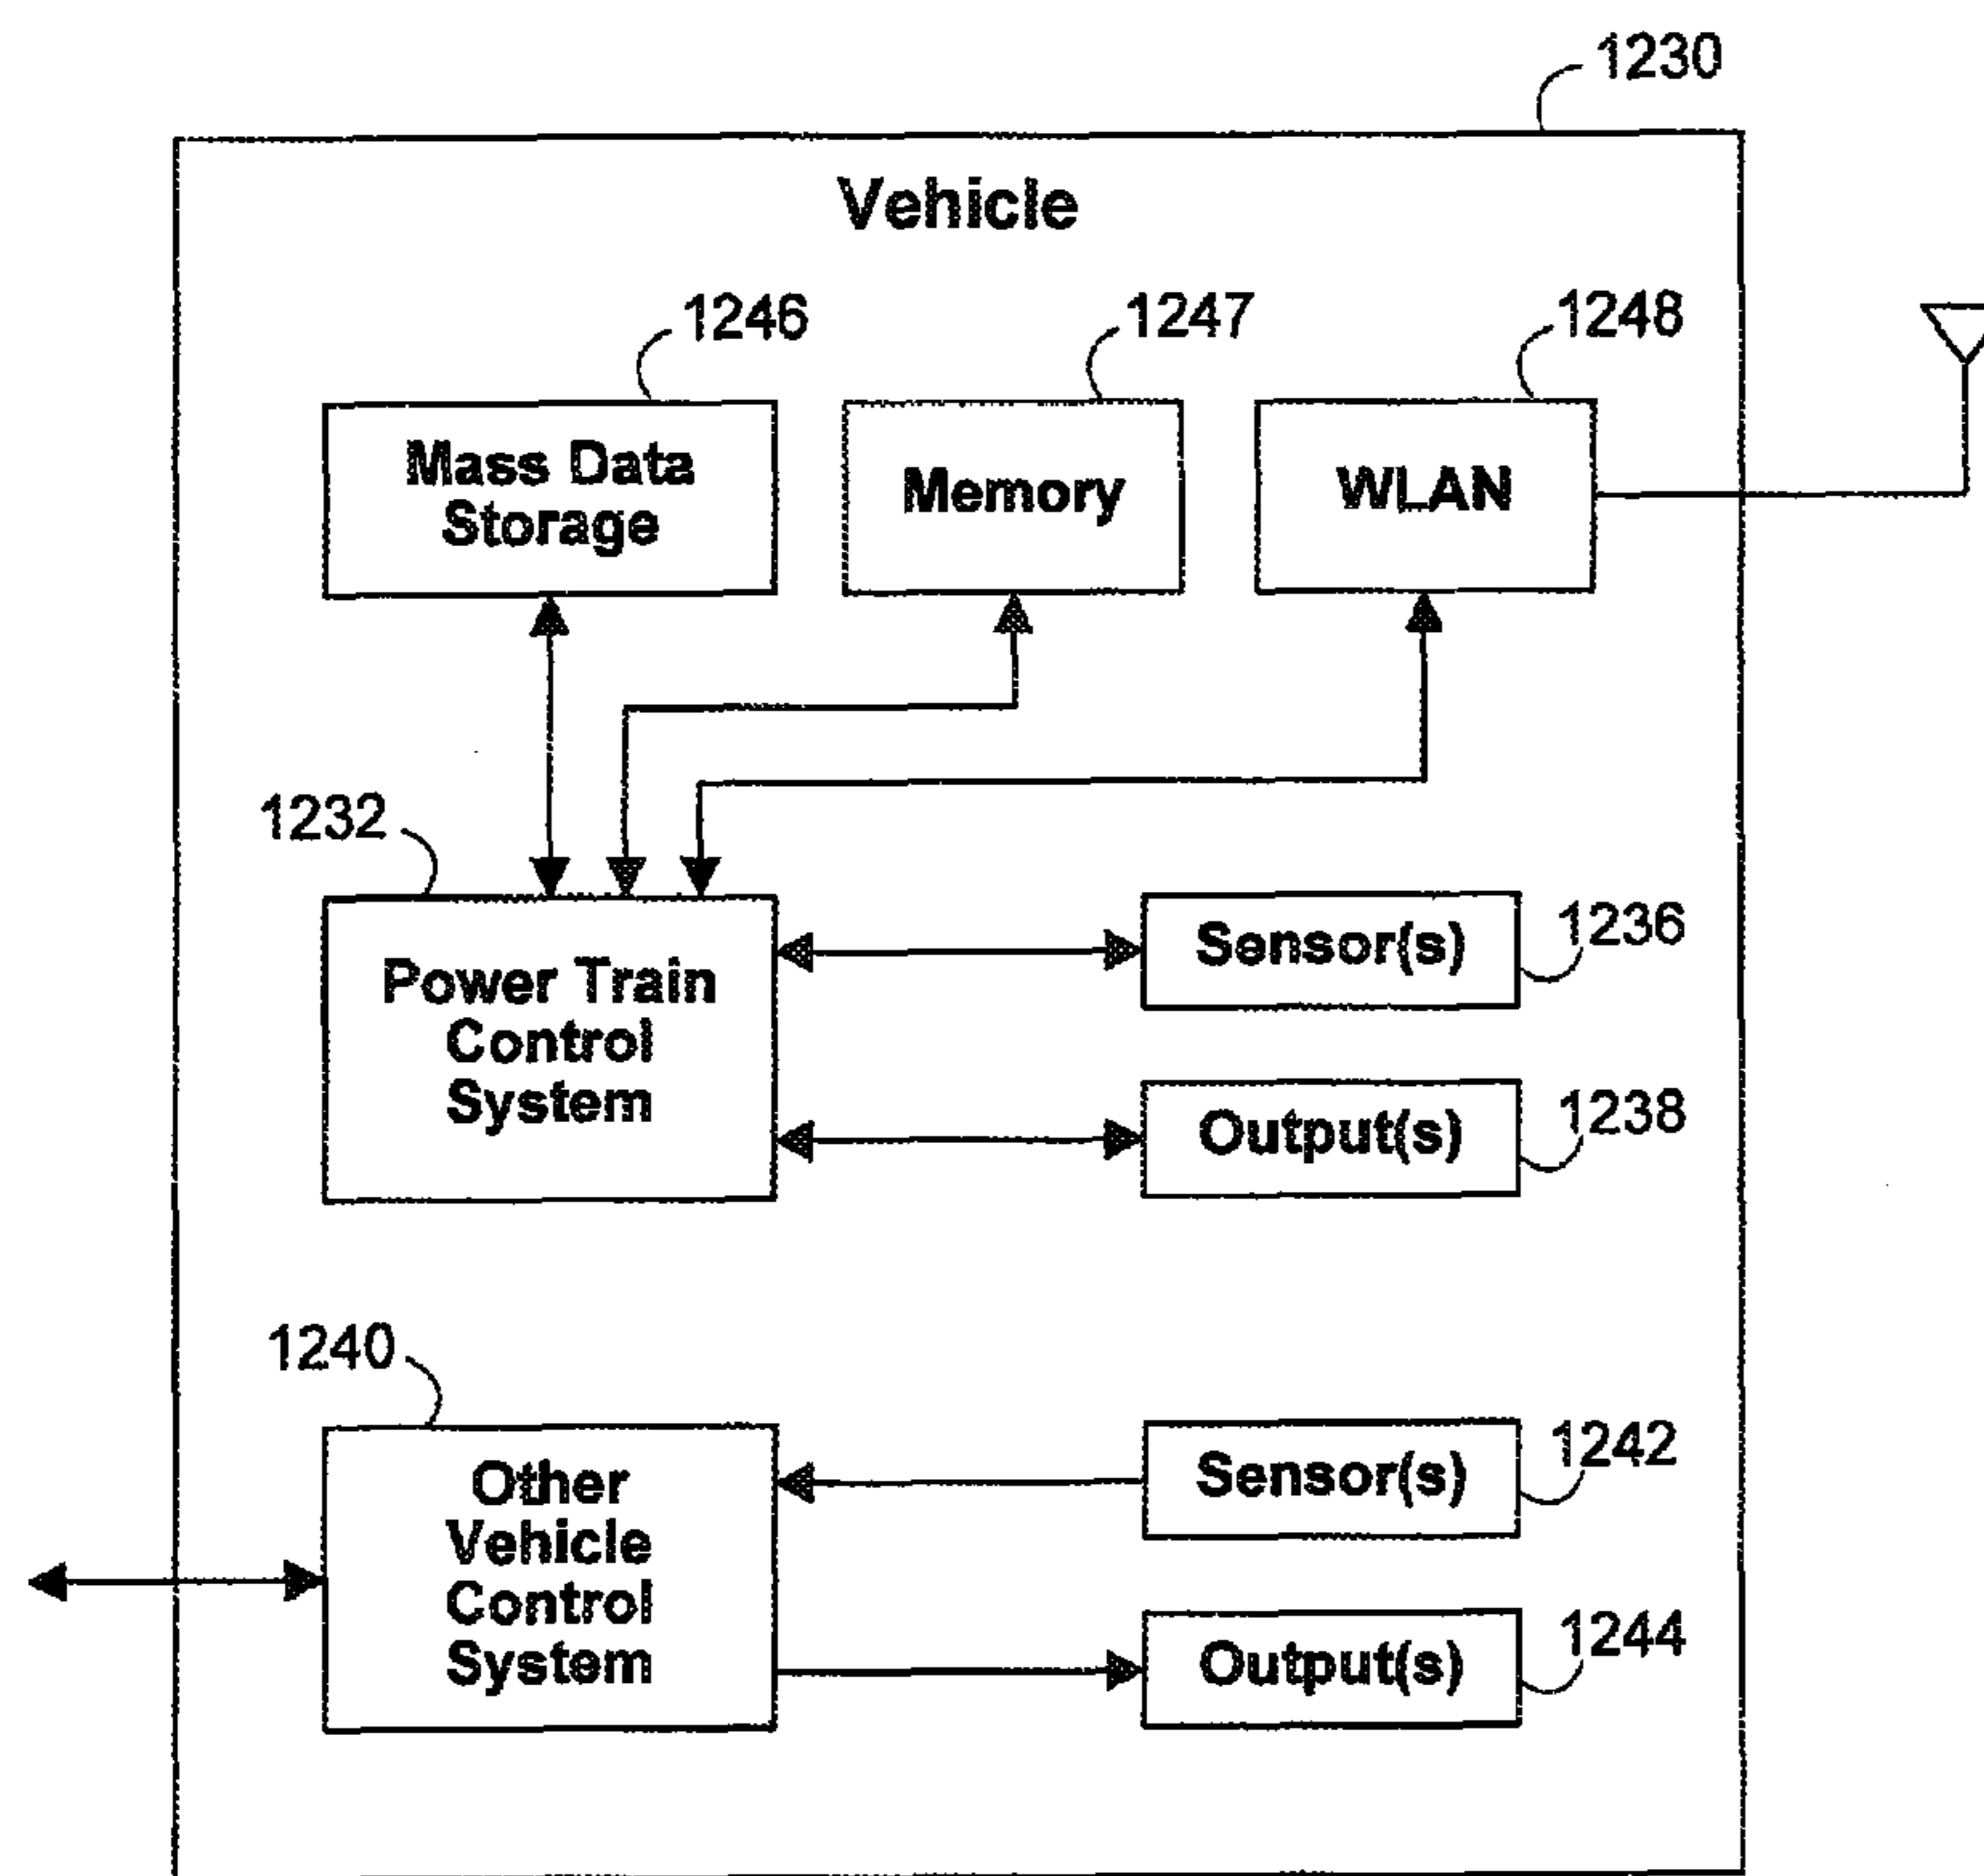 1230
Vehicle
1246
1247
1248
Mass Data
Storage
Memory
WLAN
1232
Power Train
Control
System
Sensor(s)
1236
Output(s)
1238
1240
Other
Vehicle
Control
System
Sensor(s)
1242
Output(s)
1244